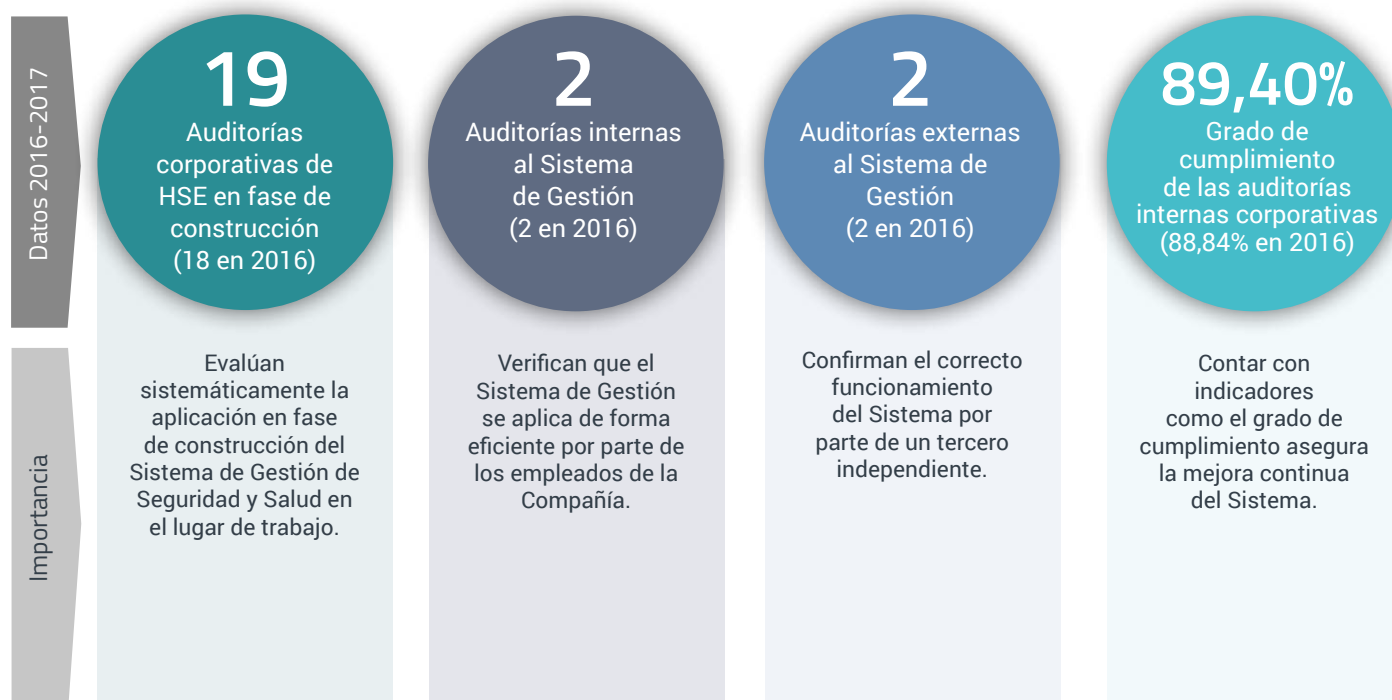 Datos 2016-2017
19
Auditorías
corporativas de
HSE en fase de
construcción
(18 en 2016)
2
Auditorías internas
al Sistema
de Gestión
(2 en 2016)
2
Auditorías externas
al Sistema de
Gestión
(2 en 2016)
89,40%
Grado de
cumplimiento
de las auditorías
internas corporativas
(88,84% en 2016)
Importancia
Evalúan
sistemáticamente la
aplicación en fase
de construcción del
Sistema de Gestión de
Seguridad y Salud en
el lugar de trabajo.
Verifican que el
Sistema de Gestión
se aplica de forma
eficiente por parte de
los empleados de la
Compañía.
Confirman el correcto
funcionamiento
del Sistema por
parte de un tercero
independiente.
Contar con
indicadores
como el grado de
cumplimiento asegura
la mejora continua
del Sistema.